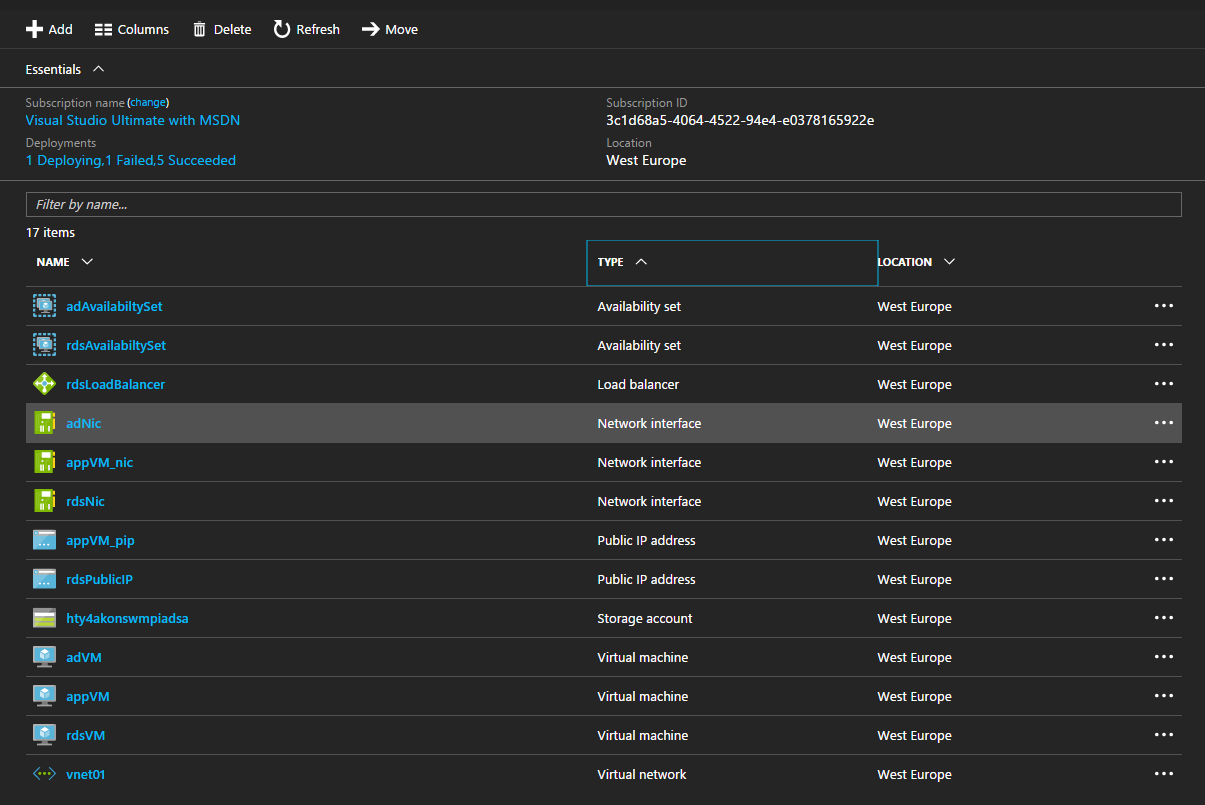 Add Columns Delete Refresh Move
Essentials
Subscription name (change) Subscription ID
Visual Studio Ultimate with MSDN 3c1d68a5-4064-4522-94e4-e0378165922e
Deployments Location
1 Deploying,1 Failed,5 Succeeded West Europe
Filter by name...
17 items
NAME TYPE LOCATION
adAvailabiltySet Availability set West Europe
rdsAvailabiltySet Availability set West Europe
rdsLoadBalancer Load balancer West Europe
adNic Network interface West Europe
appVM_nic Network interface West Europe
rdsNic Network interface West Europe
appVM_pip Public IP address West Europe
rdsPublicIP Public IP address West Europe
hty4akonswmpiadsa Storage account West Europe
adVM Virtual machine West Europe
appVM Virtual machine West Europe
rdsVM Virtual machine West Europe
vnet01 Virtual network West Europe